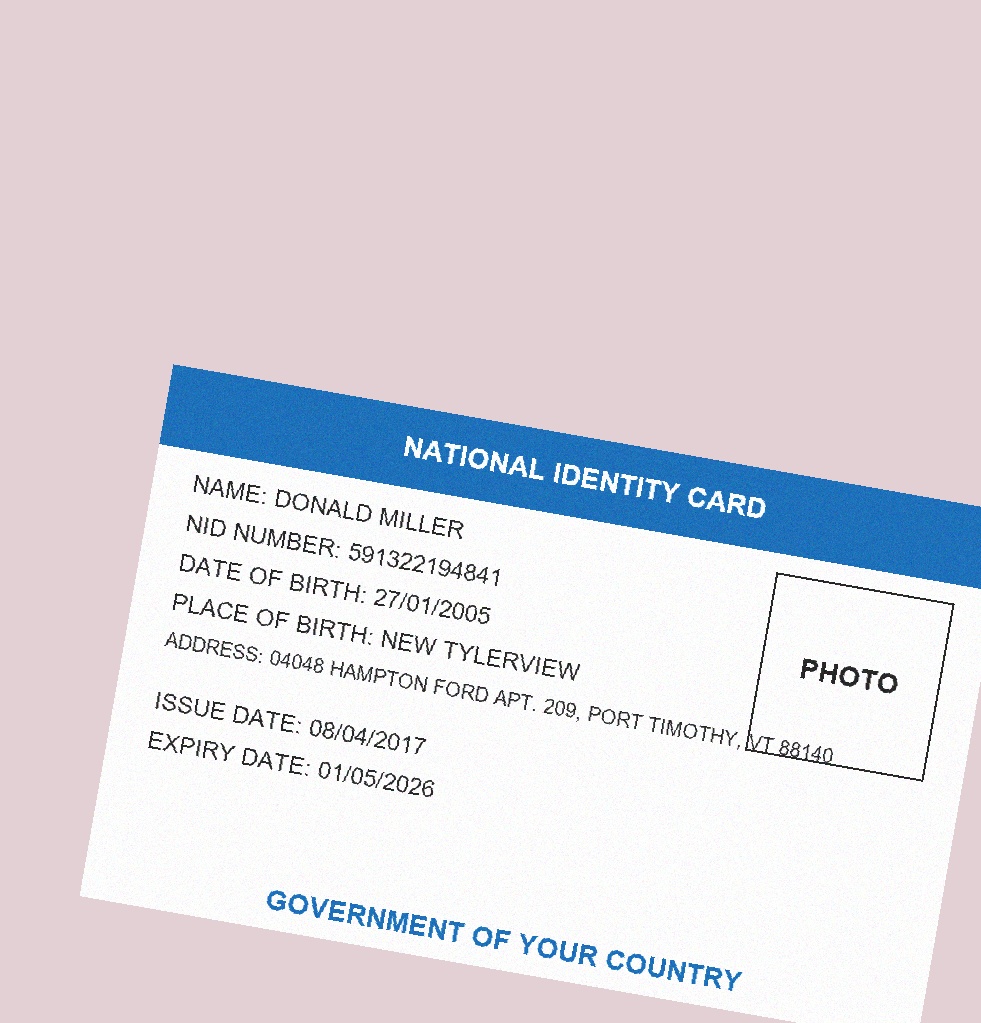 NATIONAL IDENTITY CARD
NAME: DONALD MILLER
NID NUMBER: 591322194841
DATE OF BIRTH: 27/01/2005
PLACE OF BIRTH: NEW TYLERVIEW
ADDRESS: 04048 HAMPTON FORD APT. 209, PORT TIMOTHY, VT 88140
PHOTO
ISSUE DATE: 08/04/2017
EXPIRY DATE: 01/05/2026
GOVERNMENT OF YOUR COUNTRY